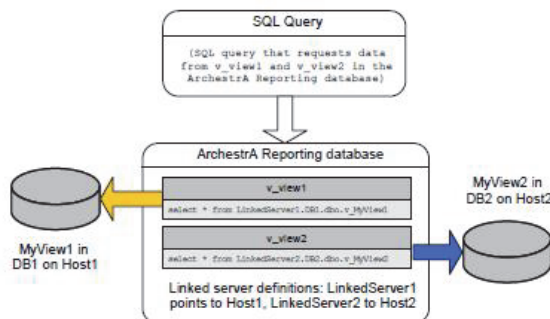 SQL Query
(SQL query that requests data
from v_view1 and v_view2 in the
ArchestrA Reporting database)
ArchestrA Reporting database
v_view1
select * from LinkedServer1.DB1.dbo.v_MyView1
MyView1 in
DB1 on Host1
v_view2
select * from LinkedServer2.DB2.dbo.v_MyView2
MyView2 in
DB2 on Host2
Linked server definitions: LinkedServer1
points to Host1, LinkedServer2 to Host2